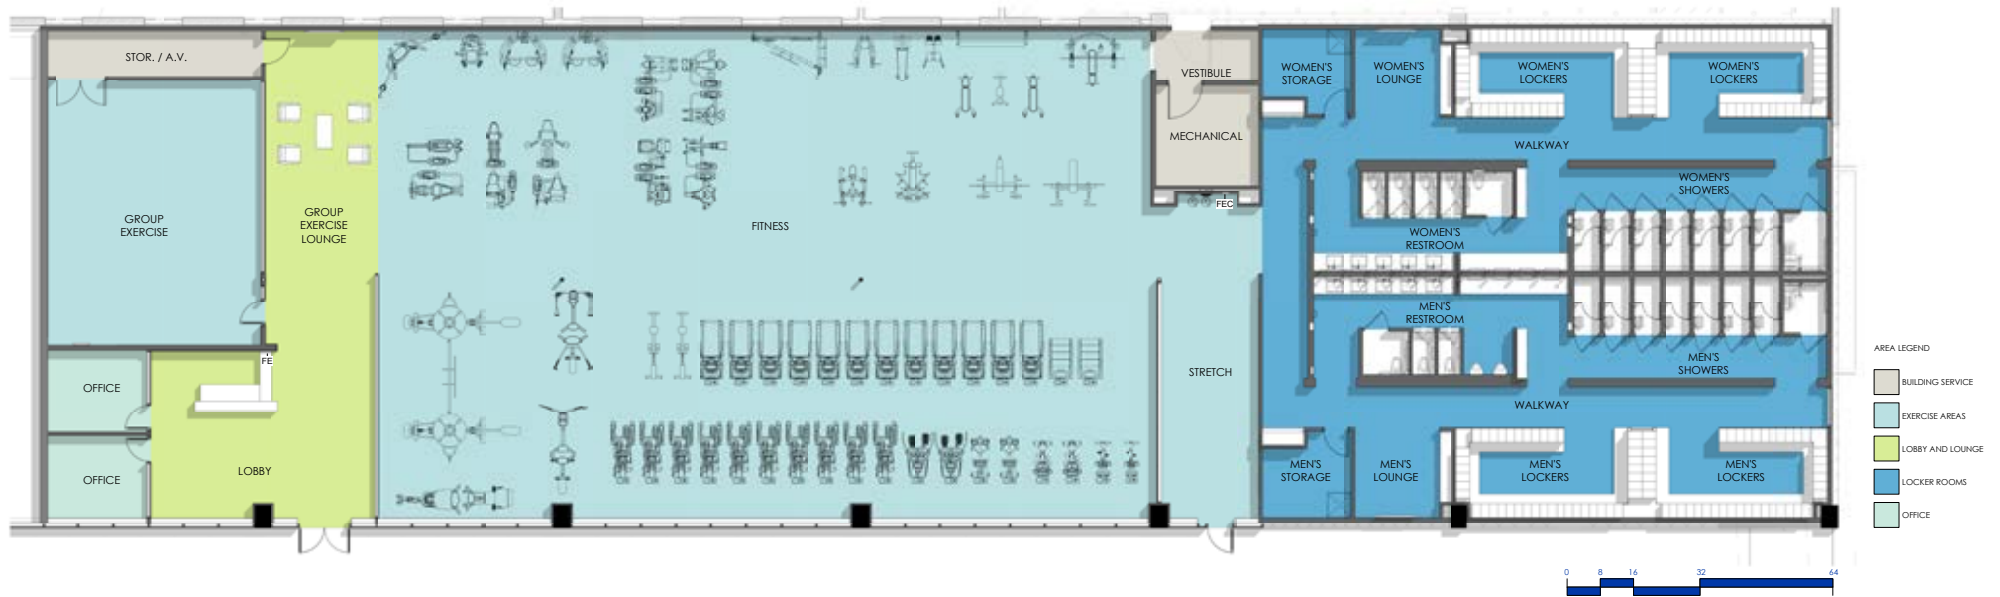 STOR. / A.V.
GROUP
EXERCISE
GROUP
EXERCISE
LOUNGE
OFFICE
OFFICE
FE
LOBBY
FITNESS
VESTIBULE
MECHANICAL
FEC
STRETCH
WOMEN'S
STORAGE
WOMEN'S
LOUNGE
WOMEN'S
LOCKERS
WOMEN'S
LOCKERS
WALKWAY
WOMEN'S
SHOWERS
WOMEN'S
RESTROOM
MEN'S
RESTROOM
MEN'S
SHOWERS
WALKWAY
MEN'S
STORAGE
MEN'S
LOUNGE
MEN'S
LOCKERS
MEN'S
LOCKERS
AREA LEGEND
BUILDING SERVICE
EXERCISE AREAS
LOBBY AND LOUNGE
LOCKER ROOMS
OFFICE
0 8 16 32 64